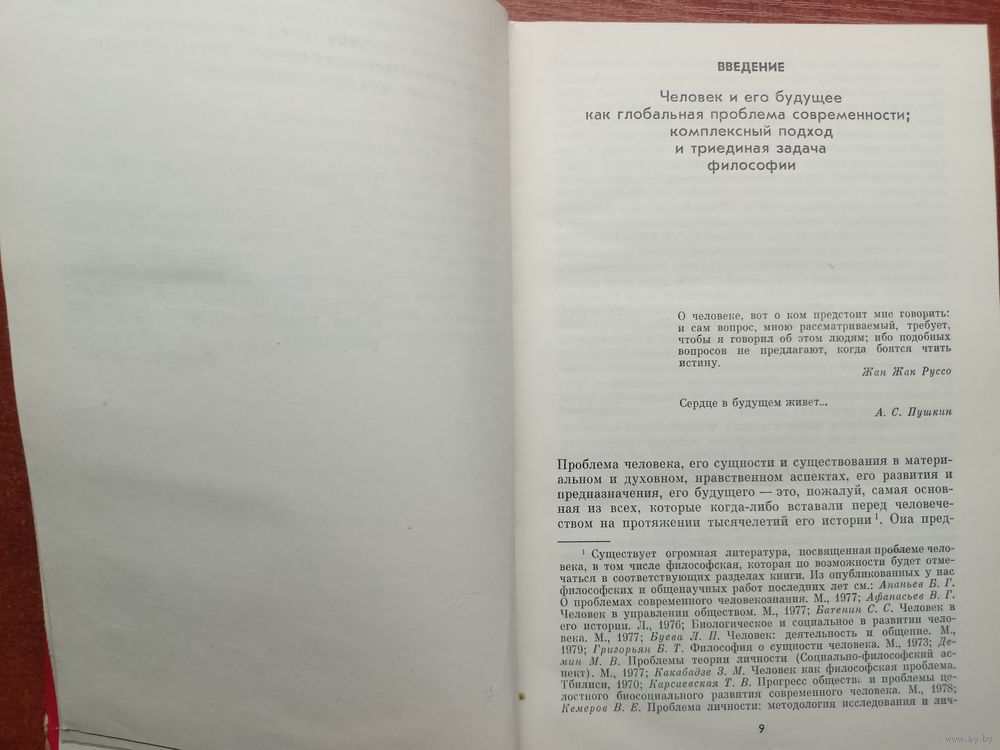 ВВЕДЕНИЕ
Человек и его будущее
как глобальная проблема современности;
комплексный подход
и триединая задача
философии
О человеке, вот о ком предстоит мне говорить:
и сам вопрос, мною рассматриваемый, требует,
чтобы я говорил об этом людям; ибо подобных
вопросов не предлагают, когда боятся чтить
истину.
Жан Жак Руссо
Сердце в будущем живет...
А. С. Пушкин
Проблема человека, его сущности и существования в матери-
альном и духовном, нравственном аспектах, его развития и
предназначения, его будущего — это, пожалуй, самая основ-
ная из всех, которые когда-либо вставали перед человече-
ством на протяжении тысячелетий его истории ¹. Она пред-
¹ Существует огромная литература, посвященная проблеме чело-
века, в том числе философская, которая по возможности будет отме-
чаться в соответствующих разделах книги. Из опубликованных у нас
философских и общенаучных работ последних лет см.: Ананьев Б. Г.
О проблемах современного человекознания. М., 1977; Афанасьев В. Г.
Человек в управлении обществом. М., 1977; Батенин С. С. Человек в
его истории. Л., 1976; Биологическое и социальное в развитии чело-
века. М., 1977; Буева Л. П. Человек: деятельность и общение. М.,
1979; Григорьян Б. Т. Философия о сущности человека. М., 1973; Де-
мин М. В. Проблемы теории личности (Социально-философский ас-
пект). М., 1977; Какабадзе З. М. Человек как философская проблема.
Тбилиси, 1970; Карсаевская Т. В. Прогресс общества и проблемы це-
лостного биосоциального развития современного человека. М., 1978;
Кемеров В. Е. Проблема личности: методология исследования и жиз-
9
www.ay.by